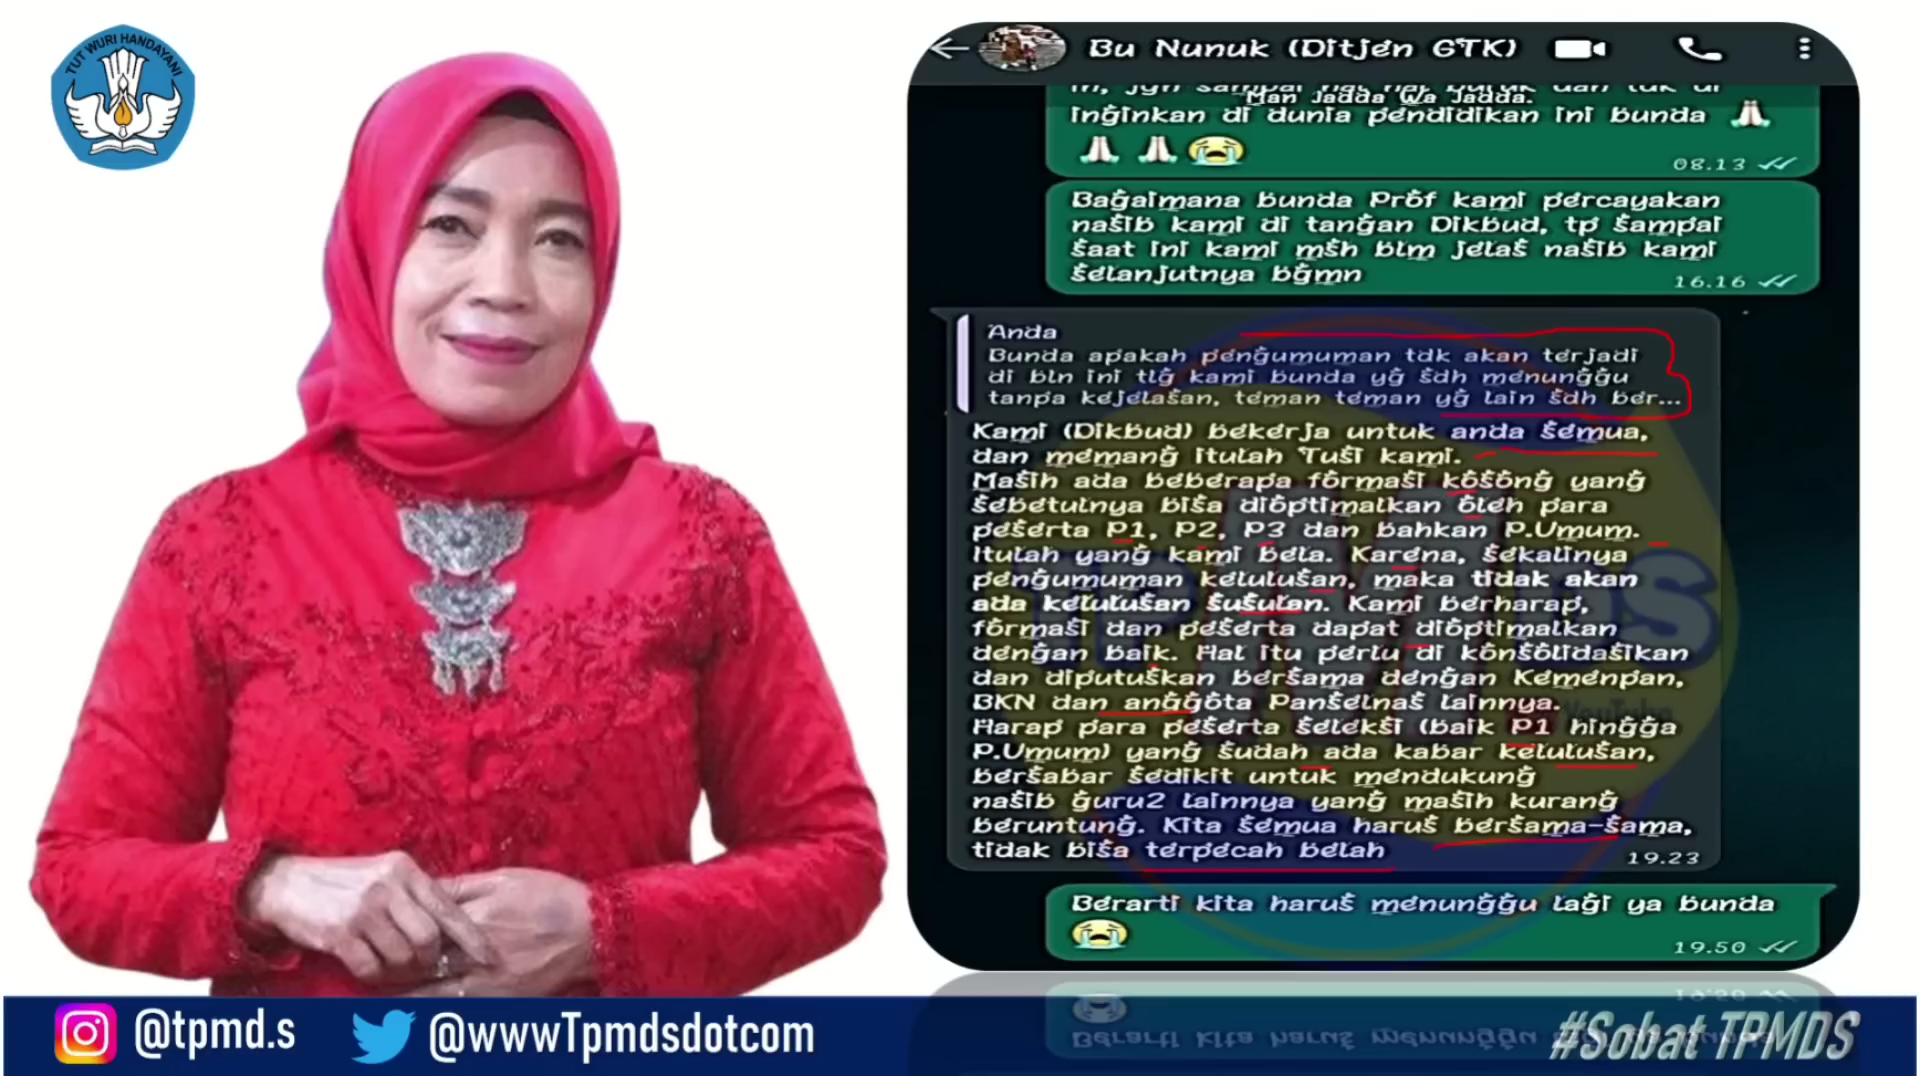 TUT WURI HANDAYANI
Bu Nunuk (Ditjen GTK)
Man Jadda Wa Jadda.
inginkan di dunia pendidikan ini bunda
08.13
Bagaimana bunda Prof kami percayakan
nasib kami di tangan Dikbud, tp sampai
saat ini kami msh blm jelas nasib kami
selanjutnya bgmn
16.16
Anda
Bunda apakah pengumuman tdk akan terjadi
di bln ini tlg kami bunda yg sdh menunggu
tanpa kejelasan, teman teman yg lain sdh ber...
Kami (Dikbud) bekerja untuk anda semua,
dan memang itulah Tusi kami.
Masih ada beberapa formasi kosong yang
sebetulnya bisa dioptimalkan oleh para
peserta P1, P2, P3 dan bahkan P.Umum.
Itulah yang kami bela. Karena, sekalinya
pengumuman kelulusan, maka tidak akan
ada kelulusan susulan. Kami berharap,
formasi dan peserta dapat dioptimalkan
dengan baik. Hal itu perlu di konsolidasikan
dan diputuskan bersama dengan Kemenpan,
BKN dan anggota Panselnas lainnya.
Harap para peserta seleksi (baik P1 hingga
P.Umum) yang sudah ada kabar kelulusan,
bersabar sedikit untuk mendukung
nasib guru2 lainnya yang masih kurang
beruntung. Kita semua harus bersama-sama,
tidak bisa terpecah belah
19.23
Berarti kita harus menunggu lagi ya bunda
19.50
@tpmd.s
@wwwTpmdsdotcom
#Sobat TPMDS